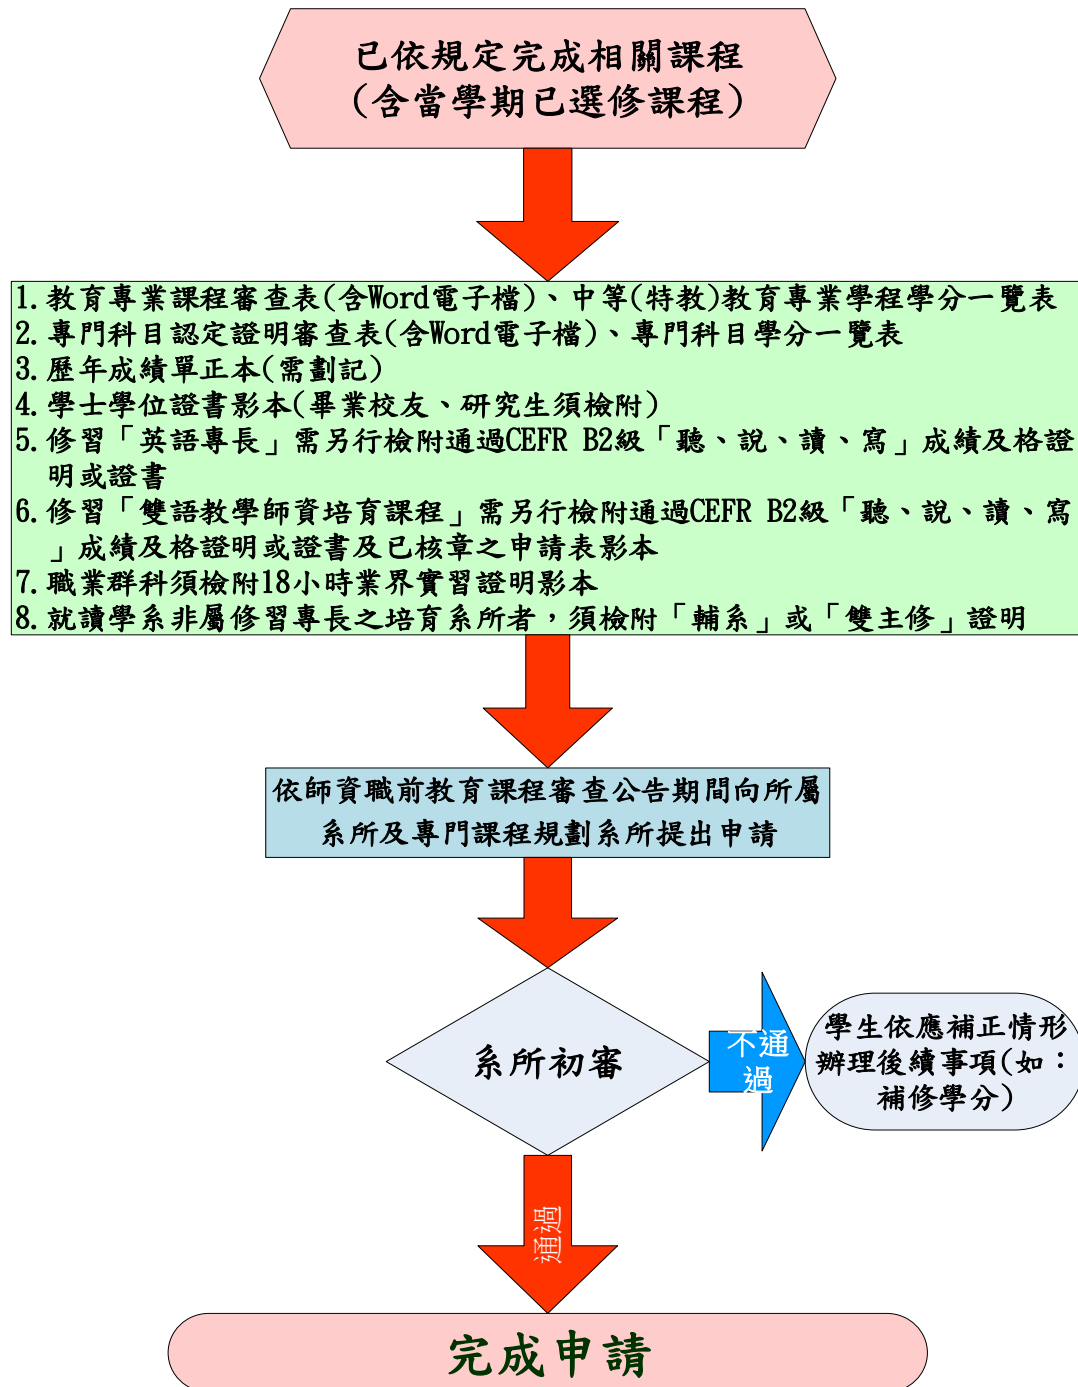 已依規定完成相關課程
(含當學期已選修課程)
1.教育專業課程審查表(含Word電子檔)、中等(特教)教育專業學程學分一覽表
2.專門科目認定證明審查表(含Word電子檔)、專門科目學分一覽表
3.歷年成績單正本(需劃記)
4.學士學位證書影本(畢業校友、研究生須檢附)
5.修習「英語專長」需另行檢附通過CEFR B2級「聽、說、讀、寫」成績及格證
明或證書
6.修習「雙語教學師資培育課程」需另行檢附通過CEFR B2級「聽、說、讀、寫
」成績及格證明或證書及已核章之申請表影本
7.職業群科須檢附18小時業界實習證明影本
8.就讀學系非屬修習專長之培育系所者，須檢附「輔系」或「雙主修」證明
依師資職前教育課程審查公告期間向所屬
系所及專門課程規劃系所提出申請
系所初審
不通
過
學生依應補正情形
辦理後續事項(如：
補修學分)
通過
完成申請